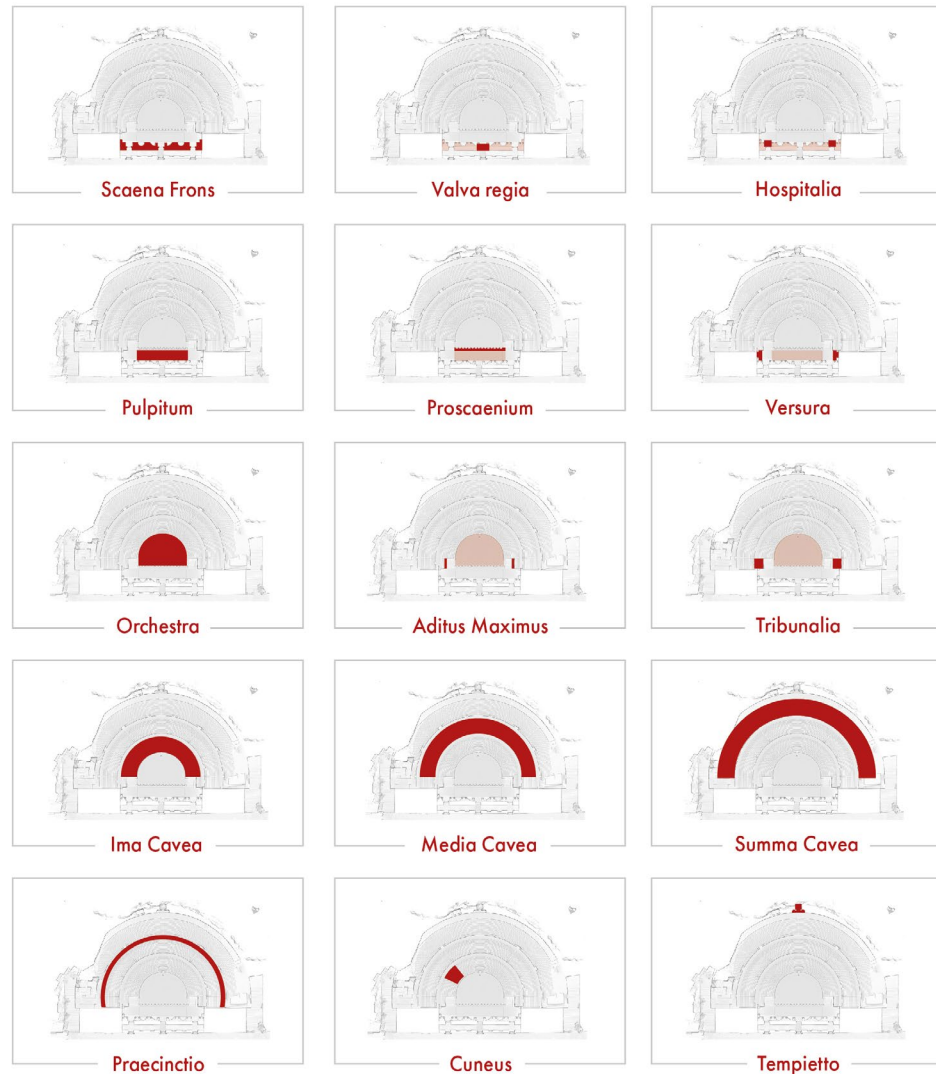 Scaena Frons
Valva regia
Hospitalia
Pulpitum
Proscaenium
Versura
Orchestra
Aditus Maximus
Tribunalia
Ima Cavea
Media Cavea
Summa Cavea
Praecinctio
Cuneus
Tempietto